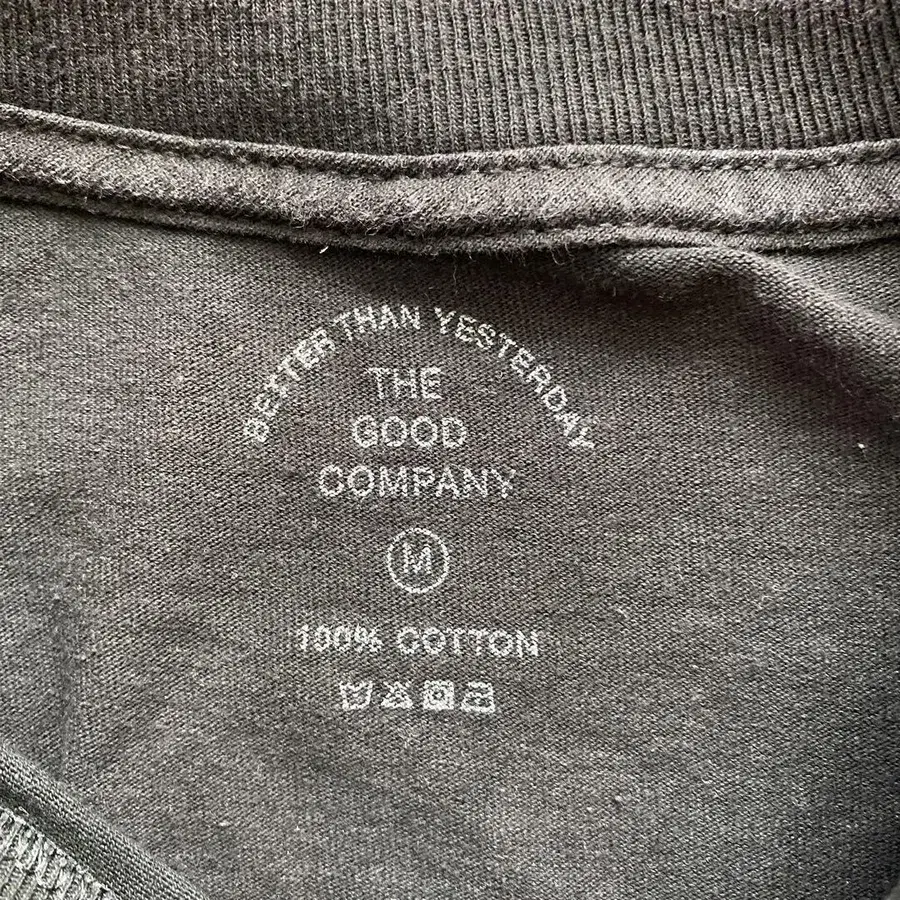 BETTER THAN YESTERDAY
THE
GOOD
COMPANY
M
100% COTTON